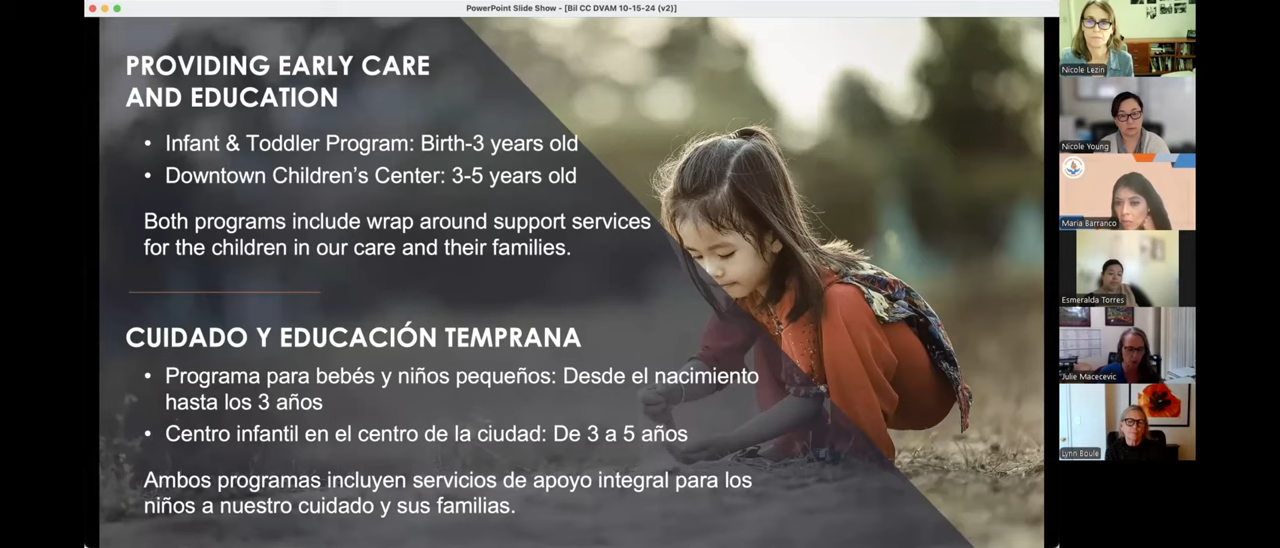 PowerPoint Slide Show - [Bil CC DVAM 10-15-24 (v2)]
PROVIDING EARLY CARE
AND EDUCATION
• Infant & Toddler Program: Birth-3 years old
• Downtown Children's Center: 3-5 years old
Both programs include wrap around support services
for the children in our care and their families.
CUIDADO Y EDUCACIÓN TEMPRANA
• Programa para bebés y niños pequeños: Desde el nacimiento
hasta los 3 años
• Centro infantil en el centro de la ciudad: De 3 a 5 años
Ambos programas incluyen servicios de apoyo integral para los
niños a nuestro cuidado y sus familias.
Nicole Lezin
Nicole Young
Maria Barranco
Esmeralda Torres
Julie Macecevic
Lynn Boule